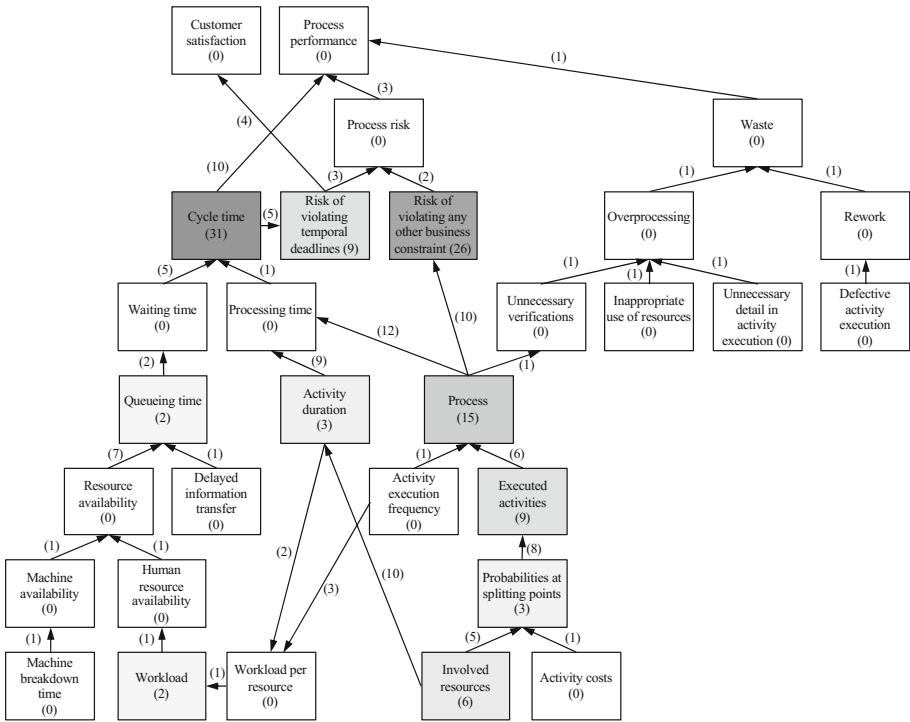 Customer
satisfaction
(0)
Process
performance
(0)
(1)
(3)
(4)
Process risk
(0)
Waste
(0)
(10)
(3)
(2)
(1)
(1)
Cycle time
(31)
(5)
Risk of
violating
temporal
deadlines (9)
Risk of
violating any
other business
constraint (26)
Overprocessing
(0)
Rework
(0)
(5)
(1)
(1)
(1)
(1)
(1)
Waiting time
(0)
Processing time
(0)
(12)
(10)
Unnecessary
verifications
(0)
Inappropriate
use of resources
(0)
Unnecessary
detail in
activity
execution (0)
Defective
activity
execution
(0)
(2)
(9)
(1)
Queueing time
(2)
Activity
duration
(3)
Process
(15)
(7)
(1)
(1)
(6)
Resource
availability
(0)
Delayed
information
transfer
(0)
Activity
execution
frequency
(0)
Executed
activities
(9)
(1)
(1)
(2)
(3)
(10)
(8)
Machine
availability
(0)
Human
resource
availability
(0)
Probabilities at
splitting points
(3)
(1)
(1)
(5)
(1)
Machine
breakdown
time
(0)
Workload
(2)
(1)
Workload per
resource
(0)
Involved
resources
(6)
Activity costs
(0)